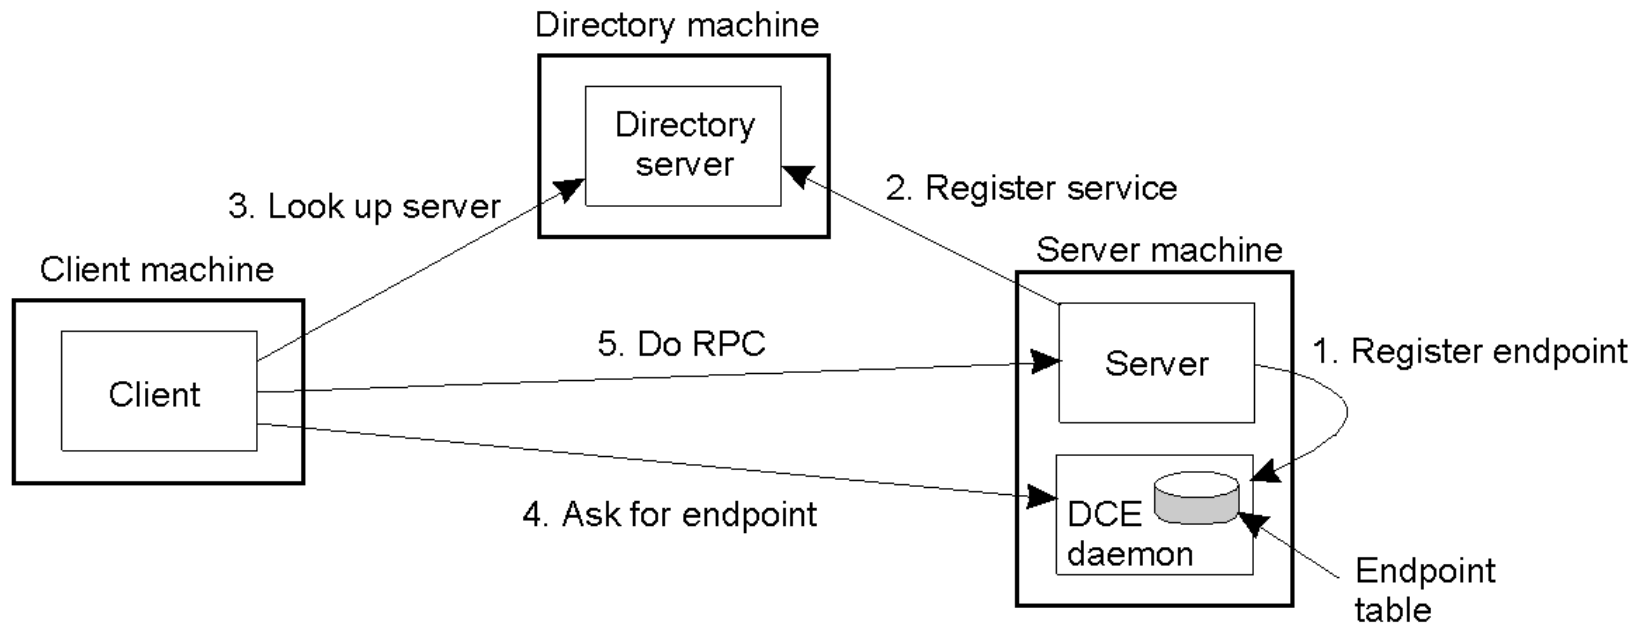 Directory machine
Directory
server
3. Look up server
2. Register service
Client machine
Server machine
5. Do RPC
1. Register endpoint
Client
Server
4. Ask for endpoint
DCE
daemon
Endpoint
table